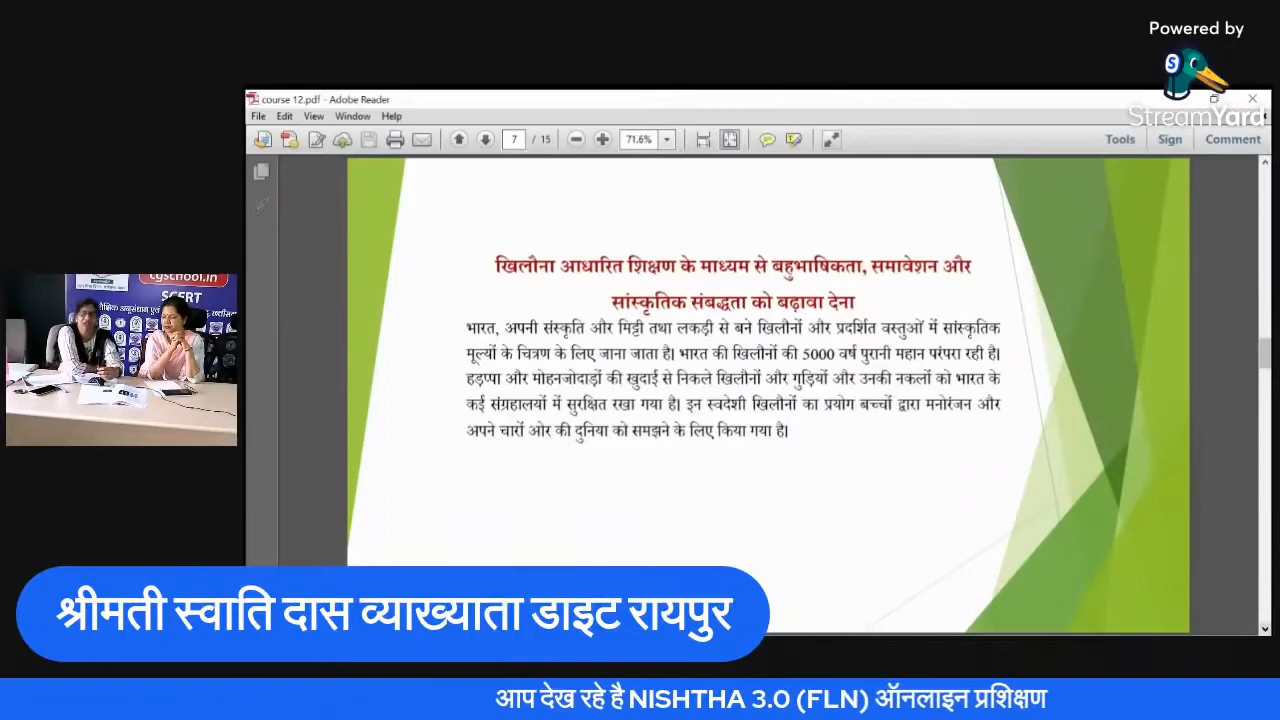 Powered by
S
StreamYard
course 12.pdf - Adobe Reader
File Edit View Window Help
7 / 15 71.6% Tools Sign Comment
खिलौना आधारित शिक्षण के माध्यम से बहुभाषिकता, समावेशन और
सांस्कृतिक संबद्धता को बढ़ावा देना
भारत, अपनी संस्कृति और मिट्टी तथा लकड़ी से बने खिलौनों और प्रदर्शित वस्तुओं में सांस्कृतिक
मूल्यों के चित्रण के लिए जाना जाता है। भारत की खिलौनों की 5000 वर्ष पुरानी महान परंपरा रही है।
हड़प्पा और मोहनजोदाड़ों की खुदाई से निकले खिलौनों और गुड़ियों और उनकी नकलों को भारत के
कई संग्रहालयों में सुरक्षित रखा गया है। इन स्वदेशी खिलौनों का प्रयोग बच्चों द्वारा मनोरंजन और
अपने चारों ओर की दुनिया को समझने के लिए किया गया है।
cgschool.in
SCERT
श्रीमती स्वाति दास व्याख्याता डाइट रायपुर
आप देख रहे है NISHTHA 3.0 (FLN) ऑनलाइन प्रशिक्षण